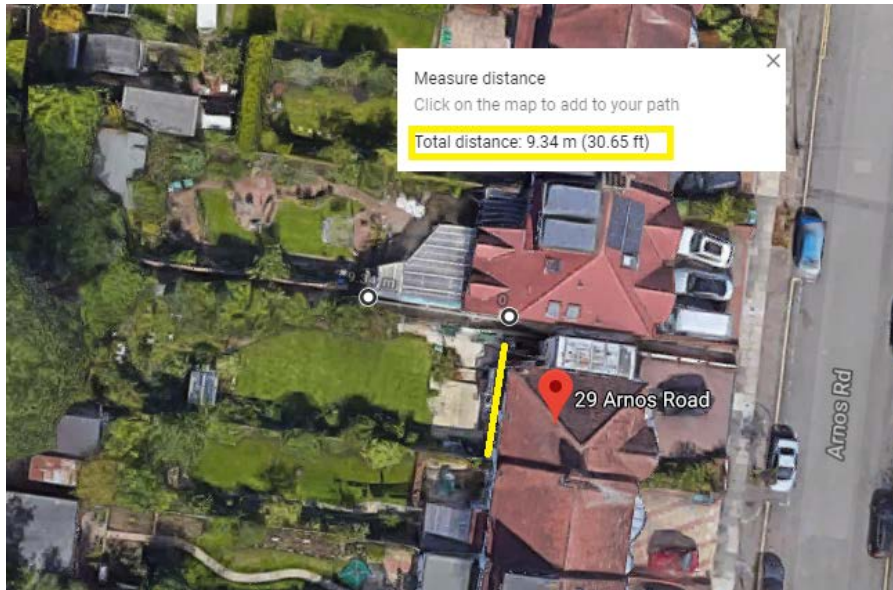 Measure distance
Click on the map to add to your path
Total distance: 9.34 m (30.65 ft)
0
29 Arnos Road
Arnos Rd